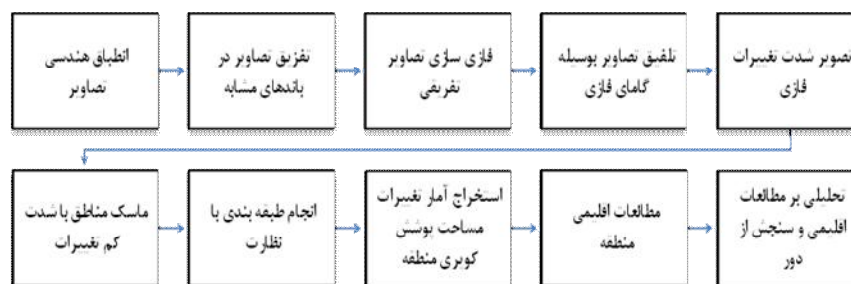 انطباق هندسی
تصاویر
تفریق تصاویر در
باندهای مشابه
فازی سازی تصاویر
تفریقی
تلفیق تصاویر بوسیله
گامای فازی
تصویر شدت تغییرات
فازی
ماسک مناطق با شدت
کم تغییرات
انجام طبقه بندی با
نظارت
استخراج آمار تغییرات
مساحت پوشش
کویری منطقه
مطالعات اقلیمی
منطقه
تحلیلی بر مطالعات
اقلیمی و سنجش از
دور